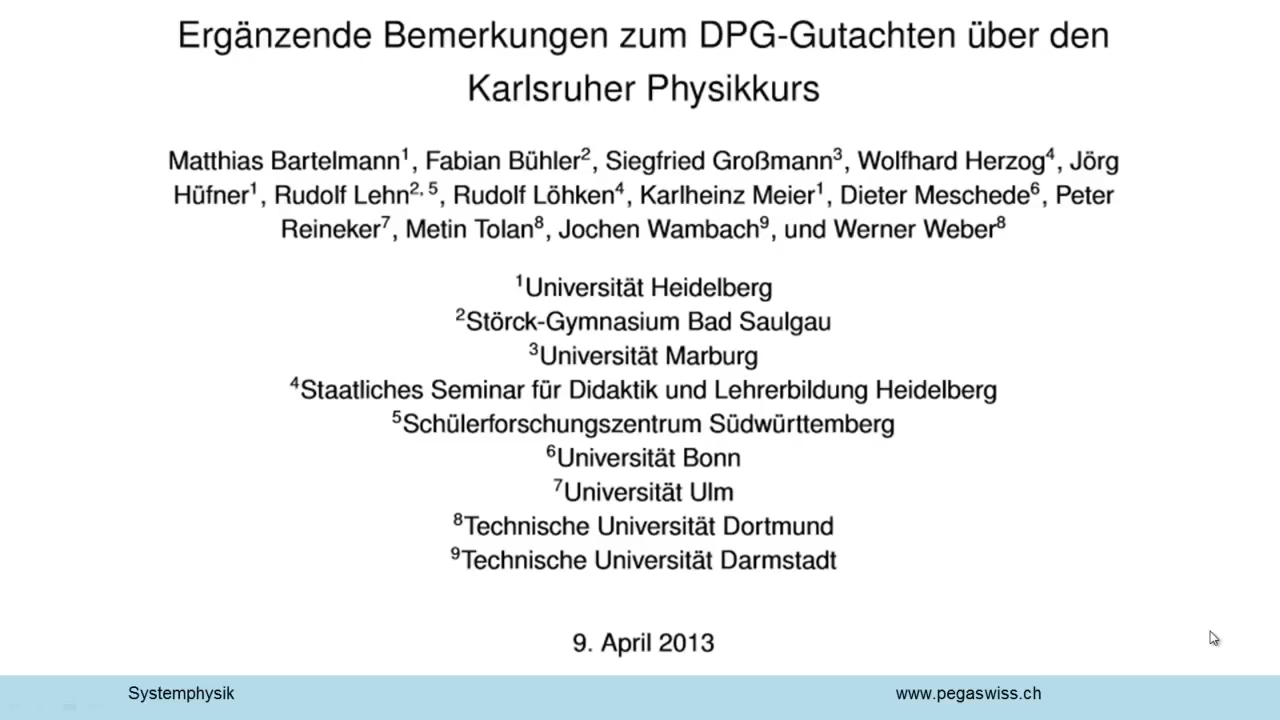 Ergänzende Bemerkungen zum DPG-Gutachten über den
Karlsruher Physikkurs
Matthias Bartelmann¹, Fabian Bühler², Siegfried Großmann³, Wolfhard Herzog⁴, Jörg
Hüfner¹, Rudolf Lehn²,⁵, Rudolf Löhken⁴, Karlheinz Meier¹, Dieter Meschede⁶, Peter
Reineker⁷, Metin Tolan⁸, Jochen Wambach⁹, und Werner Weber⁸
¹Universität Heidelberg
²Störck-Gymnasium Bad Saulgau
³Universität Marburg
⁴Staatliches Seminar für Didaktik und Lehrerbildung Heidelberg
⁵Schülerforschungszentrum Südwürttemberg
⁶Universität Bonn
⁷Universität Ulm
⁸Technische Universität Dortmund
⁹Technische Universität Darmstadt
9. April 2013
Systemphysik www.pegaswiss.ch